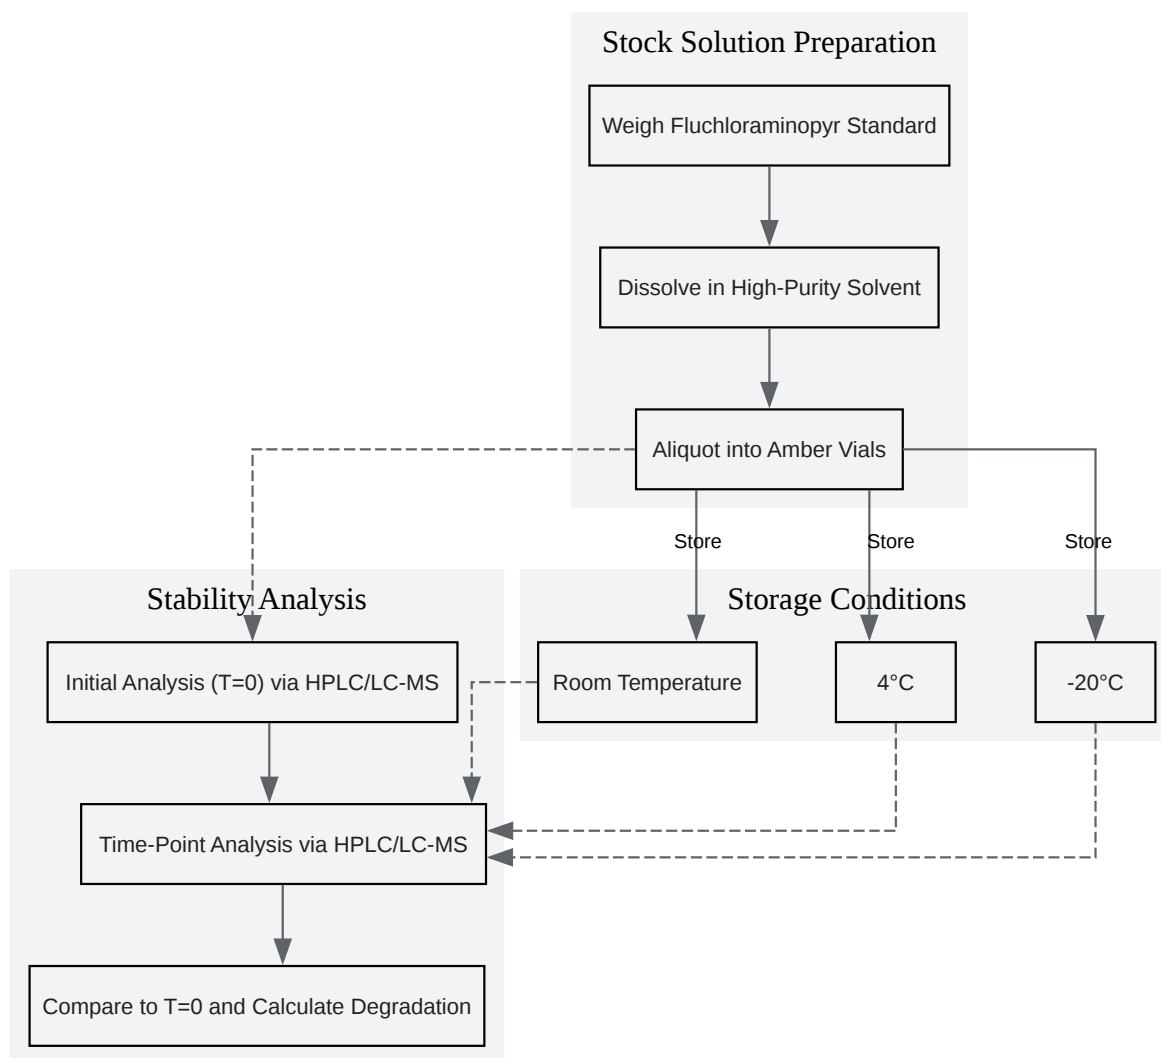 Stock Solution Preparation
Weigh Fluchloraminopyr Standard
Dissolve in High-Purity Solvent
Aliquot into Amber Vials
Store
Store
Store
Stability Analysis
Storage Conditions
Initial Analysis (T=0) via HPLC/LC-MS
Room Temperature
4°C
-20°C
Time-Point Analysis via HPLC/LC-MS
Compare to T=0 and Calculate Degradation